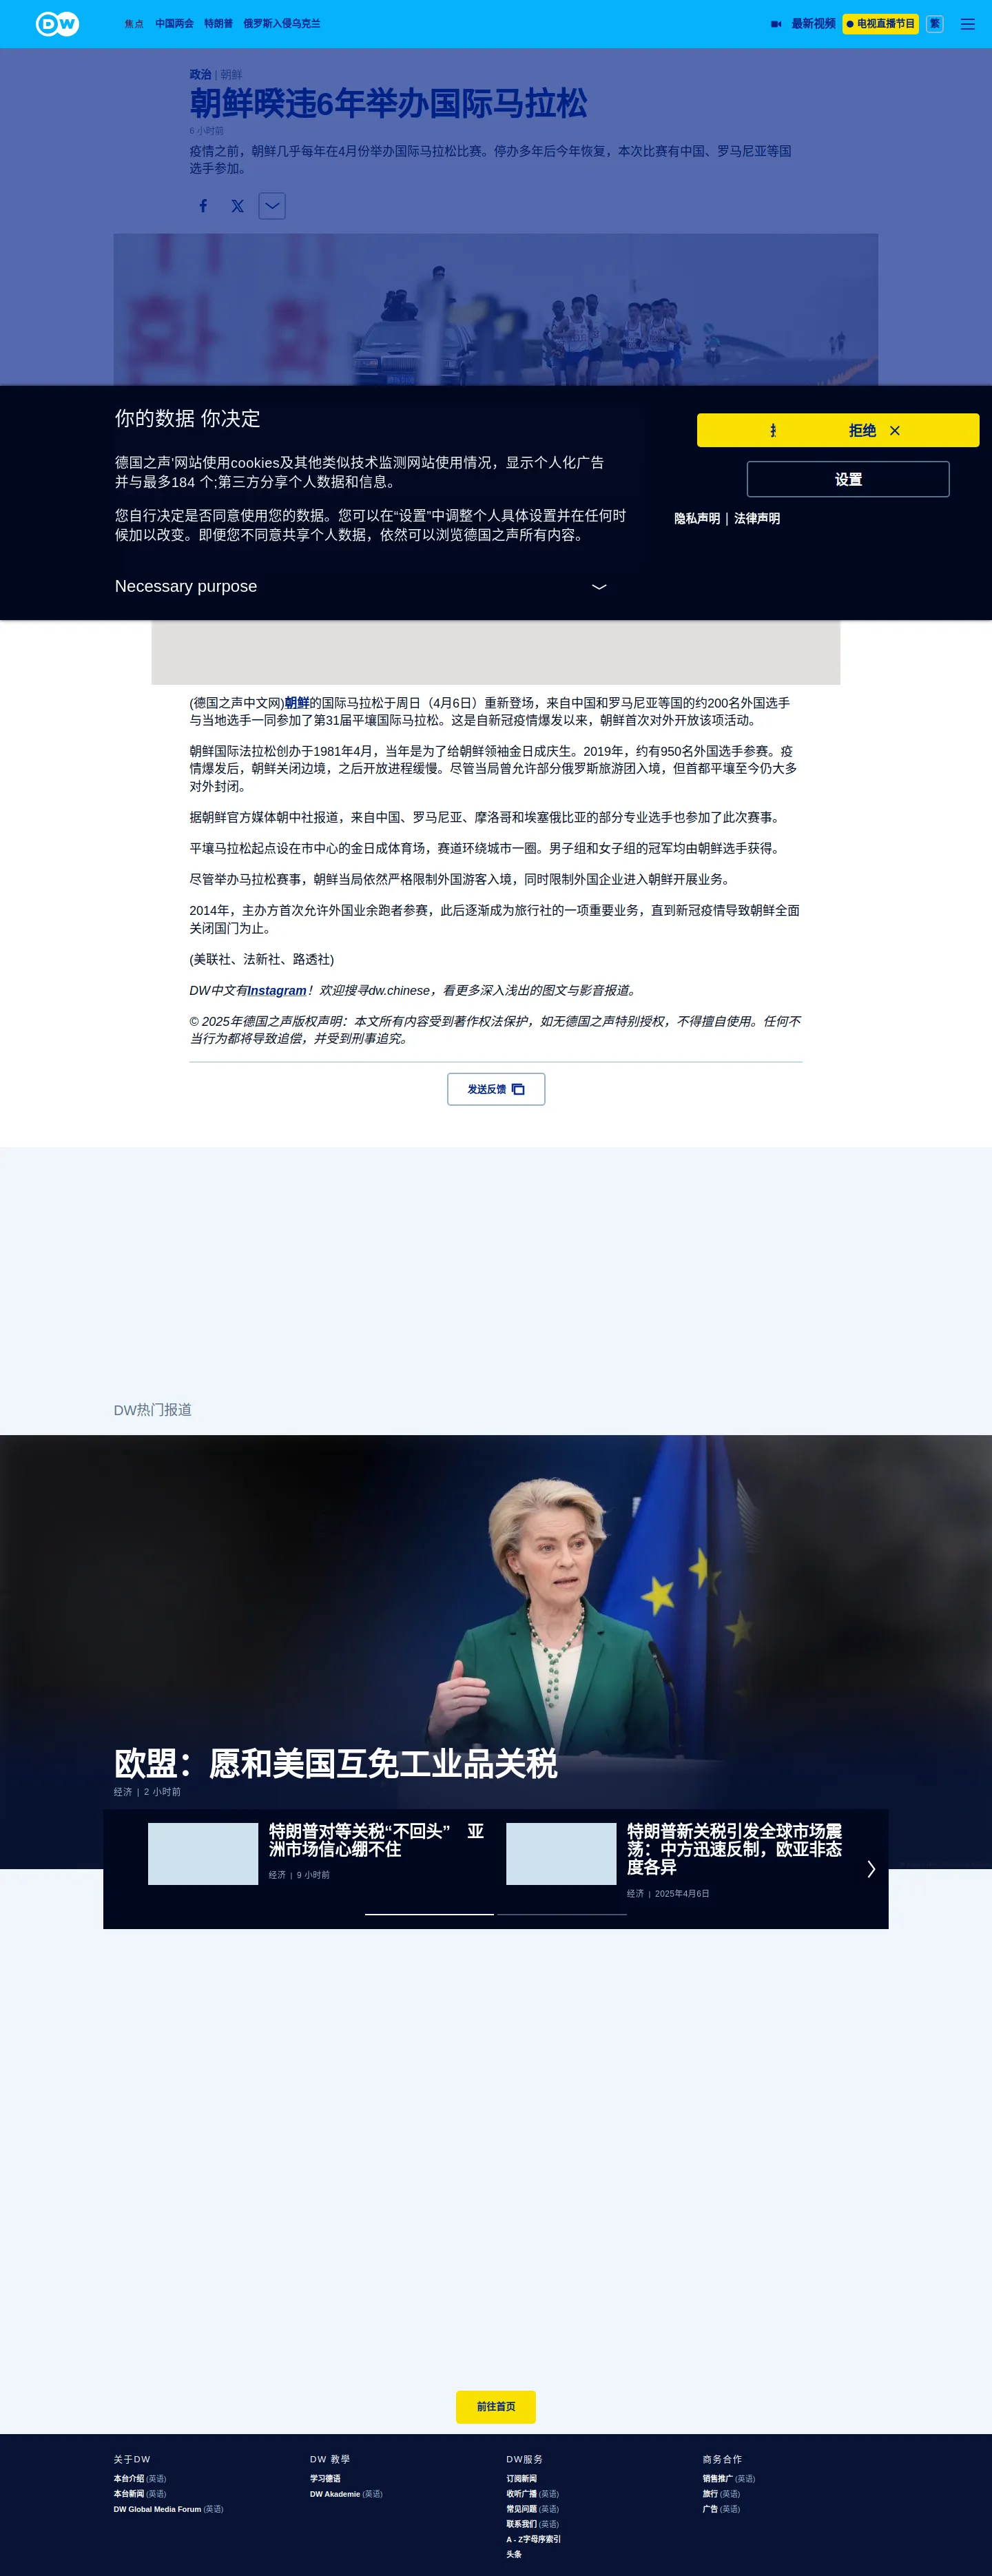 DW
焦点 中国两会 特朗普 俄罗斯入侵乌克兰
最新视频 电视直播节目 繁
政治 | 朝鲜
朝鲜暌违6年举办国际马拉松
6 小时前
疫情之前，朝鲜几乎每年在4月份举办国际马拉松比赛。停办多年后今年恢复，本次比赛有中国、罗马尼亚等国
选手参加。
你的数据 你决定
德国之声’网站使用cookies及其他类似技术监测网站使用情况，显示个人化广告
并与最多184 个;第三方分享个人数据和信息。
您自行决定是否同意使用您的数据。您可以在“设置”中调整个人具体设置并在任何时
候加以改变。即便您不同意共享个人数据，依然可以浏览德国之声所有内容。
Necessary purpose
拒绝
设置
隐私声明 | 法律声明
(德国之声中文网)朝鲜的国际马拉松于周日（4月6日）重新登场，来自中国和罗马尼亚等国的约200名外国选手
与当地选手一同参加了第31届平壤国际马拉松。这是自新冠疫情爆发以来，朝鲜首次对外开放该项活动。
朝鲜国际法拉松创办于1981年4月，当年是为了给朝鲜领袖金日成庆生。2019年，约有950名外国选手参赛。疫
情爆发后，朝鲜关闭边境，之后开放进程缓慢。尽管当局曾允许部分俄罗斯旅游团入境，但首都平壤至今仍大多
对外封闭。
据朝鲜官方媒体朝中社报道，来自中国、罗马尼亚、摩洛哥和埃塞俄比亚的部分专业选手也参加了此次赛事。
平壤马拉松起点设在市中心的金日成体育场，赛道环绕城市一圈。男子组和女子组的冠军均由朝鲜选手获得。
尽管举办马拉松赛事，朝鲜当局依然严格限制外国游客入境，同时限制外国企业进入朝鲜开展业务。
2014年，主办方首次允许外国业余跑者参赛，此后逐渐成为旅行社的一项重要业务，直到新冠疫情导致朝鲜全面
关闭国门为止。
(美联社、法新社、路透社)
DW中文有Instagram！欢迎搜寻dw.chinese，看更多深入浅出的图文与影音报道。
© 2025年德国之声版权声明：本文所有内容受到著作权法保护，如无德国之声特别授权，不得擅自使用。任何不
当行为都将导致追偿，并受到刑事追究。
发送反馈
DW热门报道
欧盟：愿和美国互免工业品关税
经济 | 2 小时前
特朗普对等关税“不回头” 亚
洲市场信心绷不住
经济 | 9 小时前
特朗普新关税引发全球市场震
荡：中方迅速反制，欧亚非态
度各异
经济 | 2025年4月6日
前往首页
关于DW
本台介绍 (英语)
本台新闻 (英语)
DW Global Media Forum (英语)
DW 教學
学习德语
DW Akademie (英语)
DW服务
订阅新闻
收听广播 (英语)
常见问题 (英语)
联系我们 (英语)
A - Z字母序索引
头条
商务合作
销售推广 (英语)
旅行 (英语)
广告 (英语)